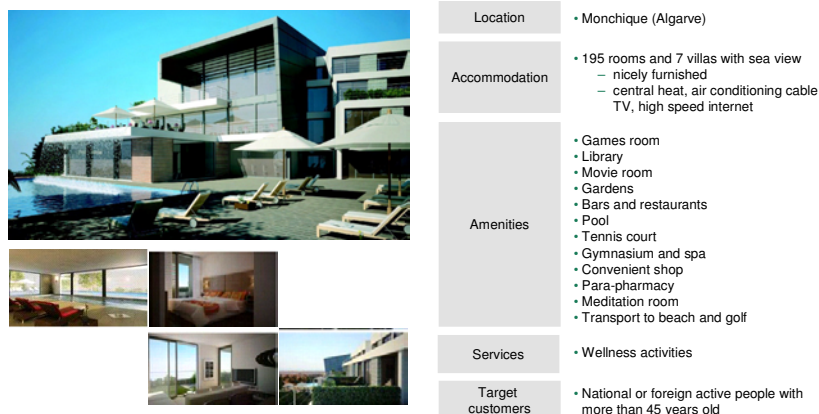 Location
• Monchique (Algarve)
Accommodation
• 195 rooms and 7 villas with sea view
– nicely furnished
– central heat, air conditioning cable
TV, high speed internet
Amenities
• Games room
• Library
• Movie room
• Gardens
• Bars and restaurants
• Pool
• Tennis court
• Gymnasium and spa
• Convenient shop
• Para-pharmacy
• Meditation room
• Transport to beach and golf
Services
• Wellness activities
Target
customers
• National or foreign active people with
more than 45 years old